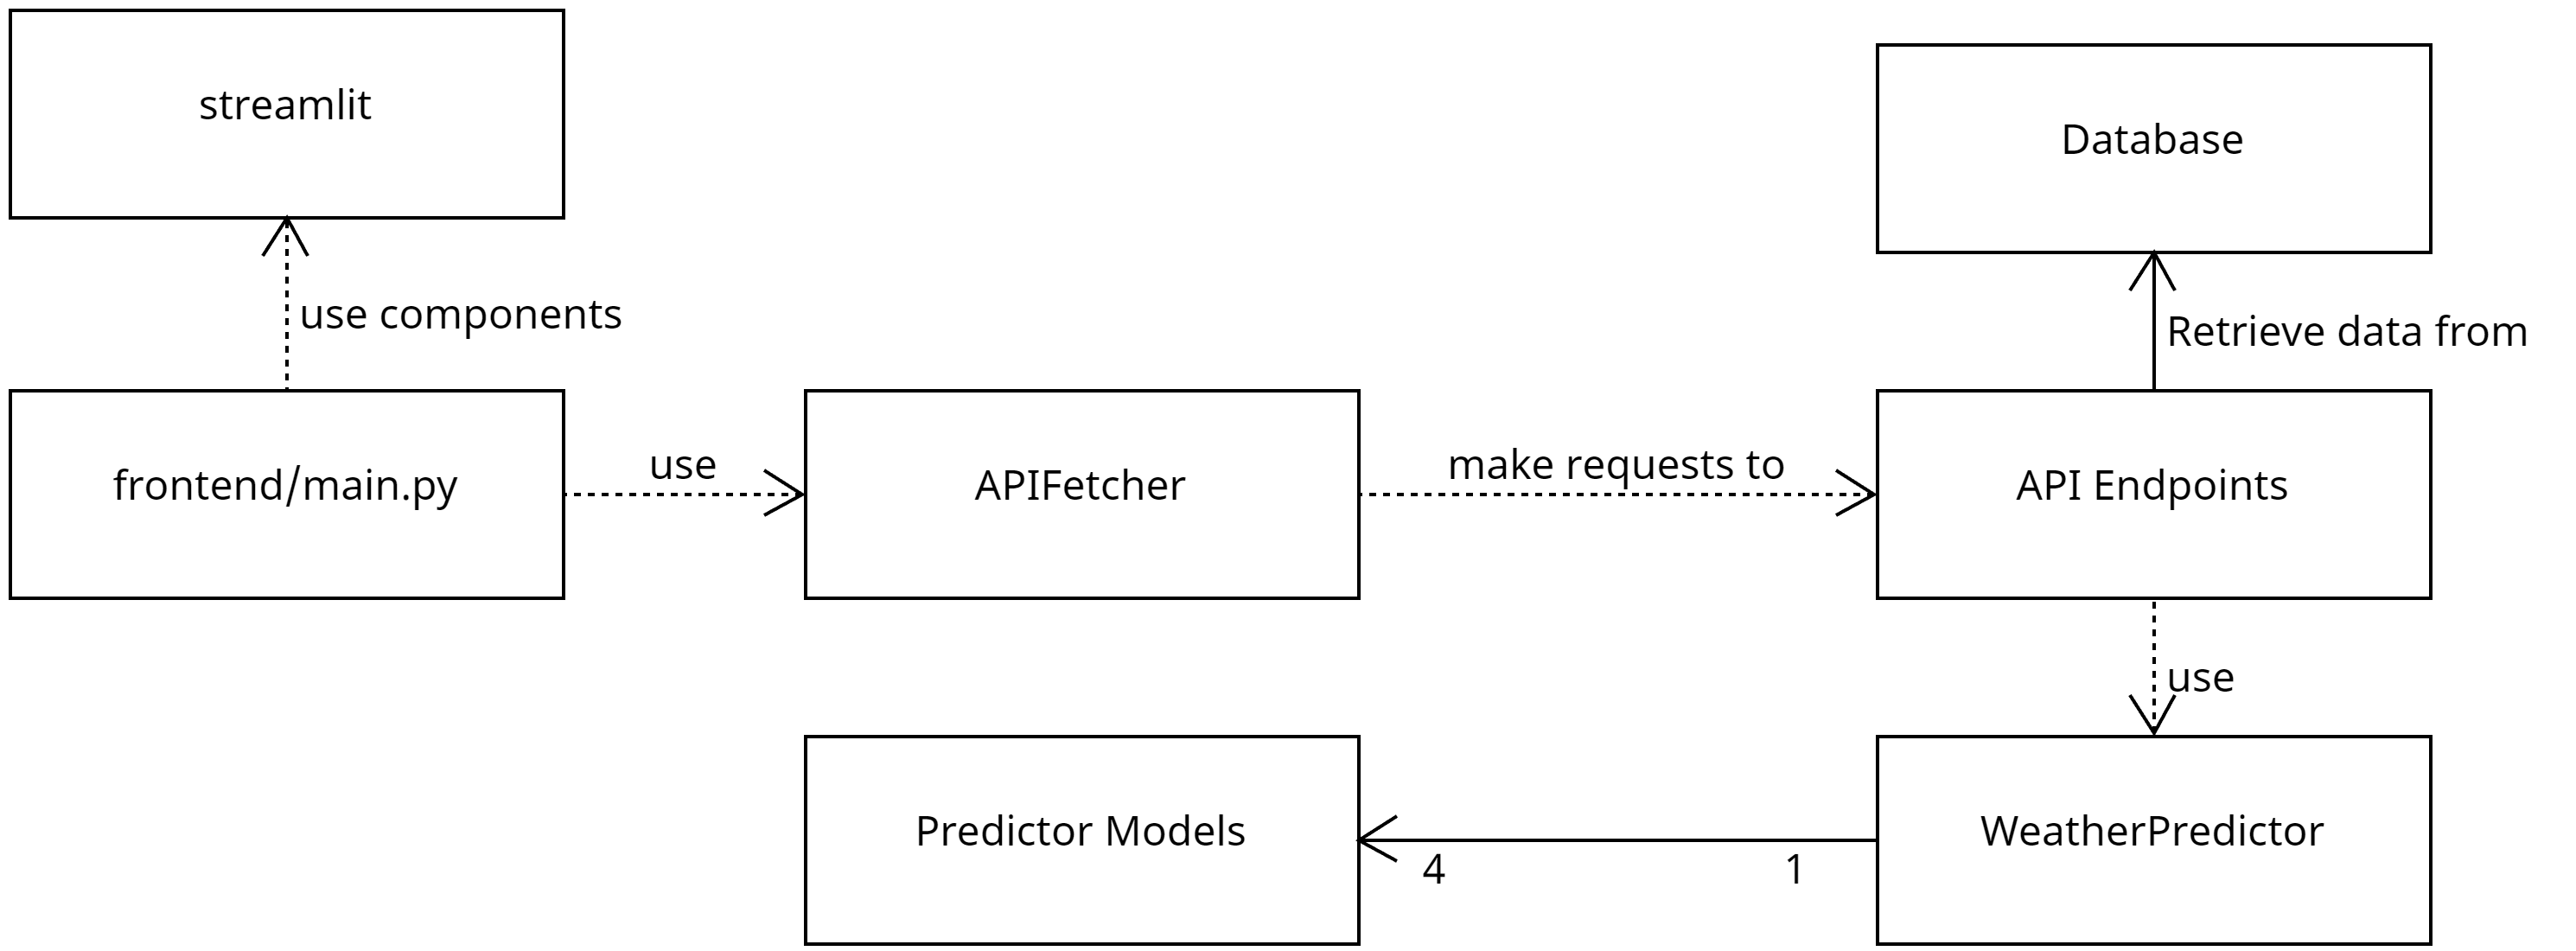 streamlit
Database
use components
Retrieve data from
frontend/main.py
use
APIFetcher
make requests to
API Endpoints
use
Predictor Models
4
1
WeatherPredictor